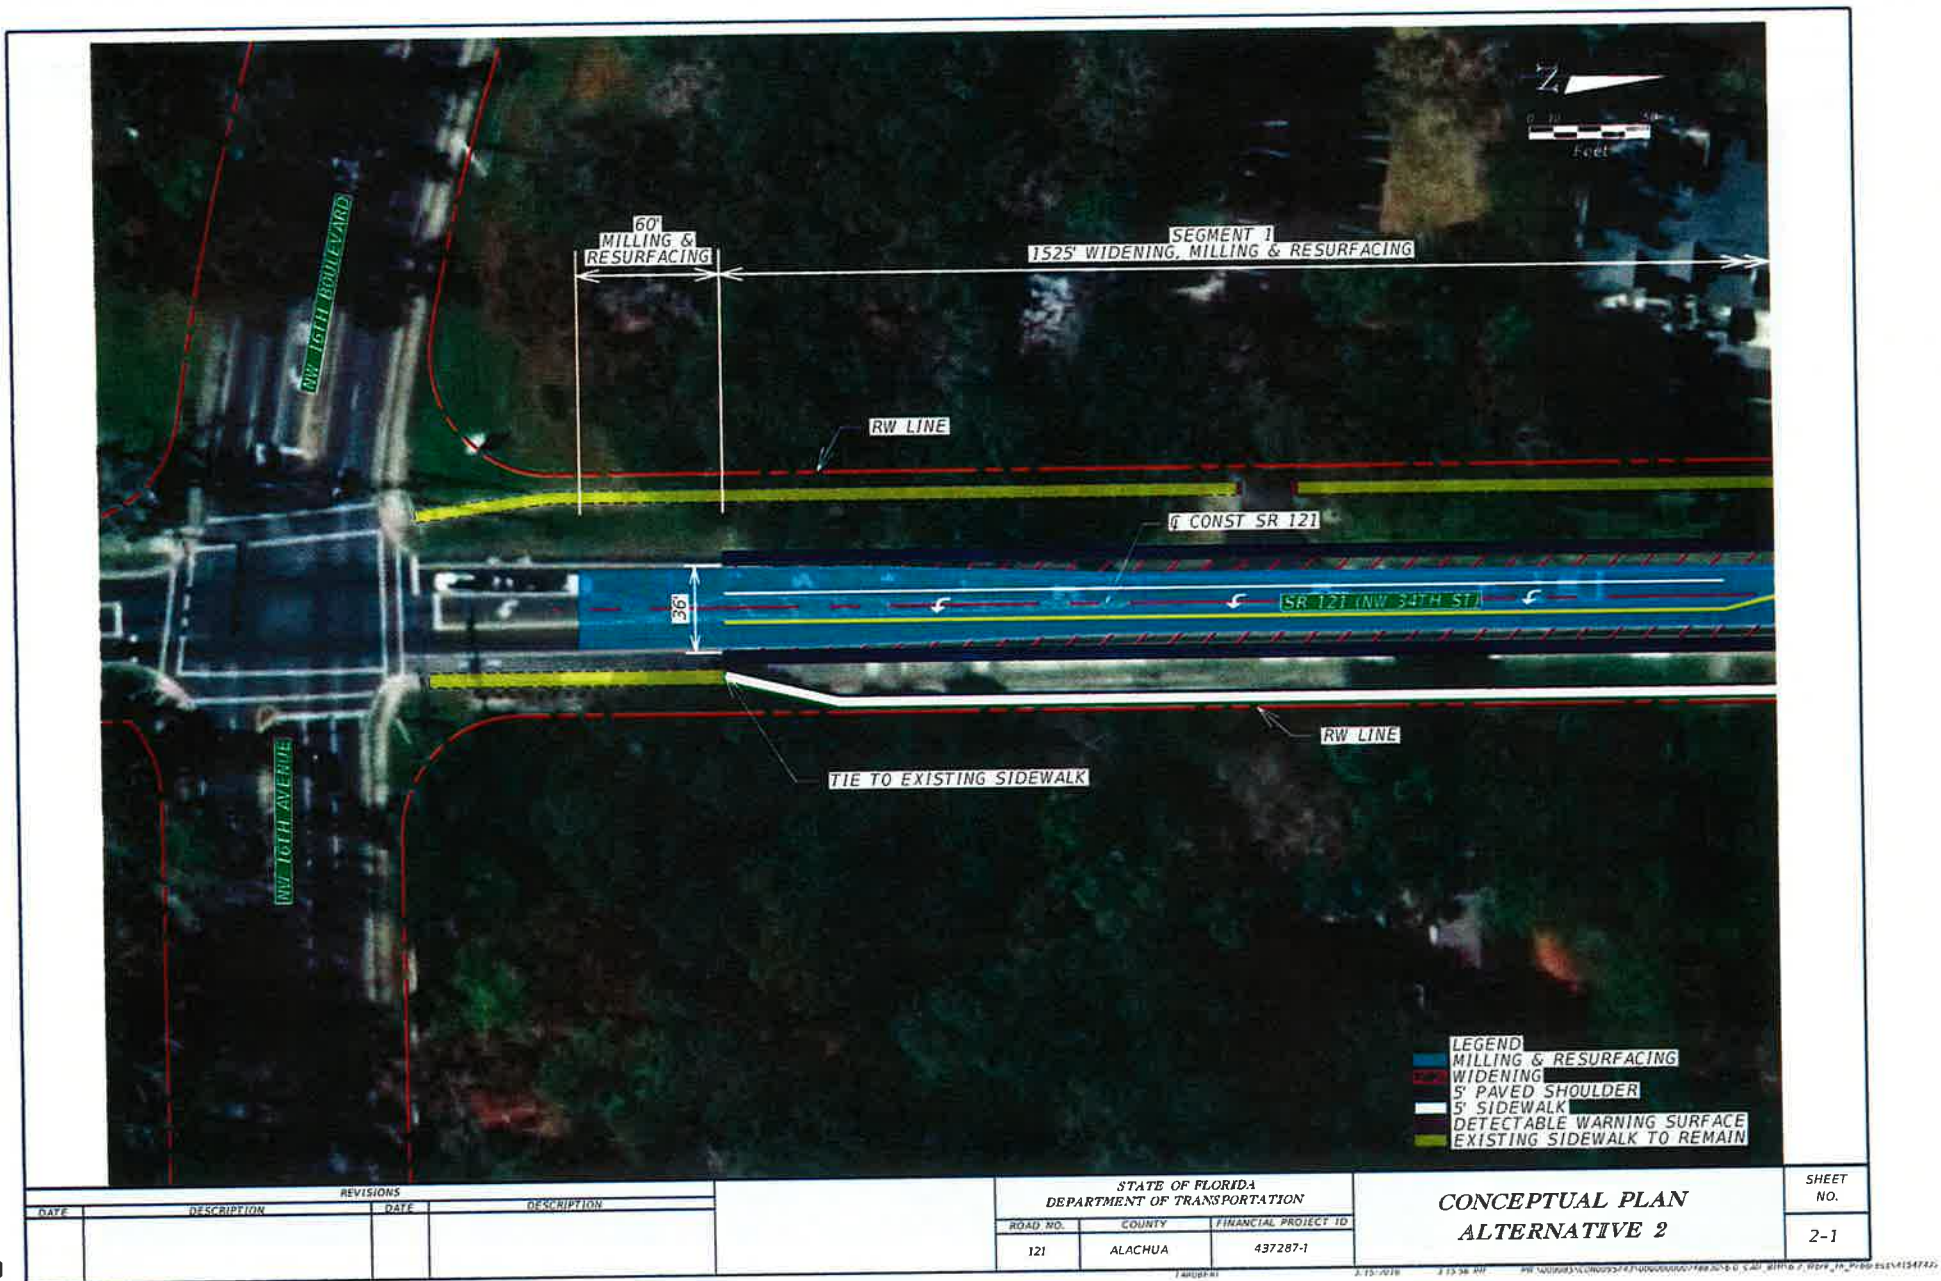 Z
0 10 50
Feet
60'
MILLING &
RESURFACING
SEGMENT 1
1525' WIDENING, MILLING & RESURFACING
NW 16TH BOULEVARD
RW LINE
℄ CONST SR 121
36'
SR 121 (NW 34TH ST)
RW LINE
TIE TO EXISTING SIDEWALK
NW 16TH AVENUE
LEGEND
MILLING & RESURFACING
WIDENING
5' PAVED SHOULDER
5' SIDEWALK
DETECTABLE WARNING SURFACE
EXISTING SIDEWALK TO REMAIN
REVISIONS
DATE DESCRIPTION DATE DESCRIPTION
STATE OF FLORIDA
DEPARTMENT OF TRANSPORTATION
ROAD NO. COUNTY FINANCIAL PROJECT ID
121 ALACHUA 437287-1
CONCEPTUAL PLAN
ALTERNATIVE 2
SHEET
NO.
2-1